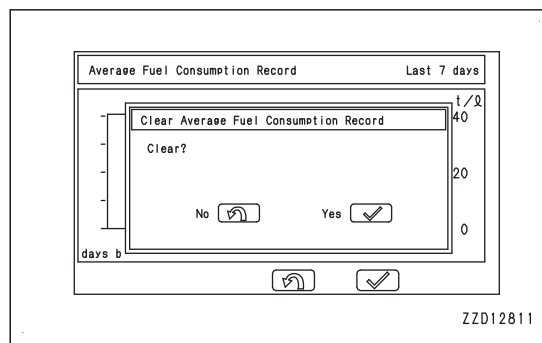 Average Fuel Consumption Record Last 7 days
t/ℓ
40
Clear Average Fuel Consumption Record
Clear?
20
No Yes
0
days b
ZZD12811